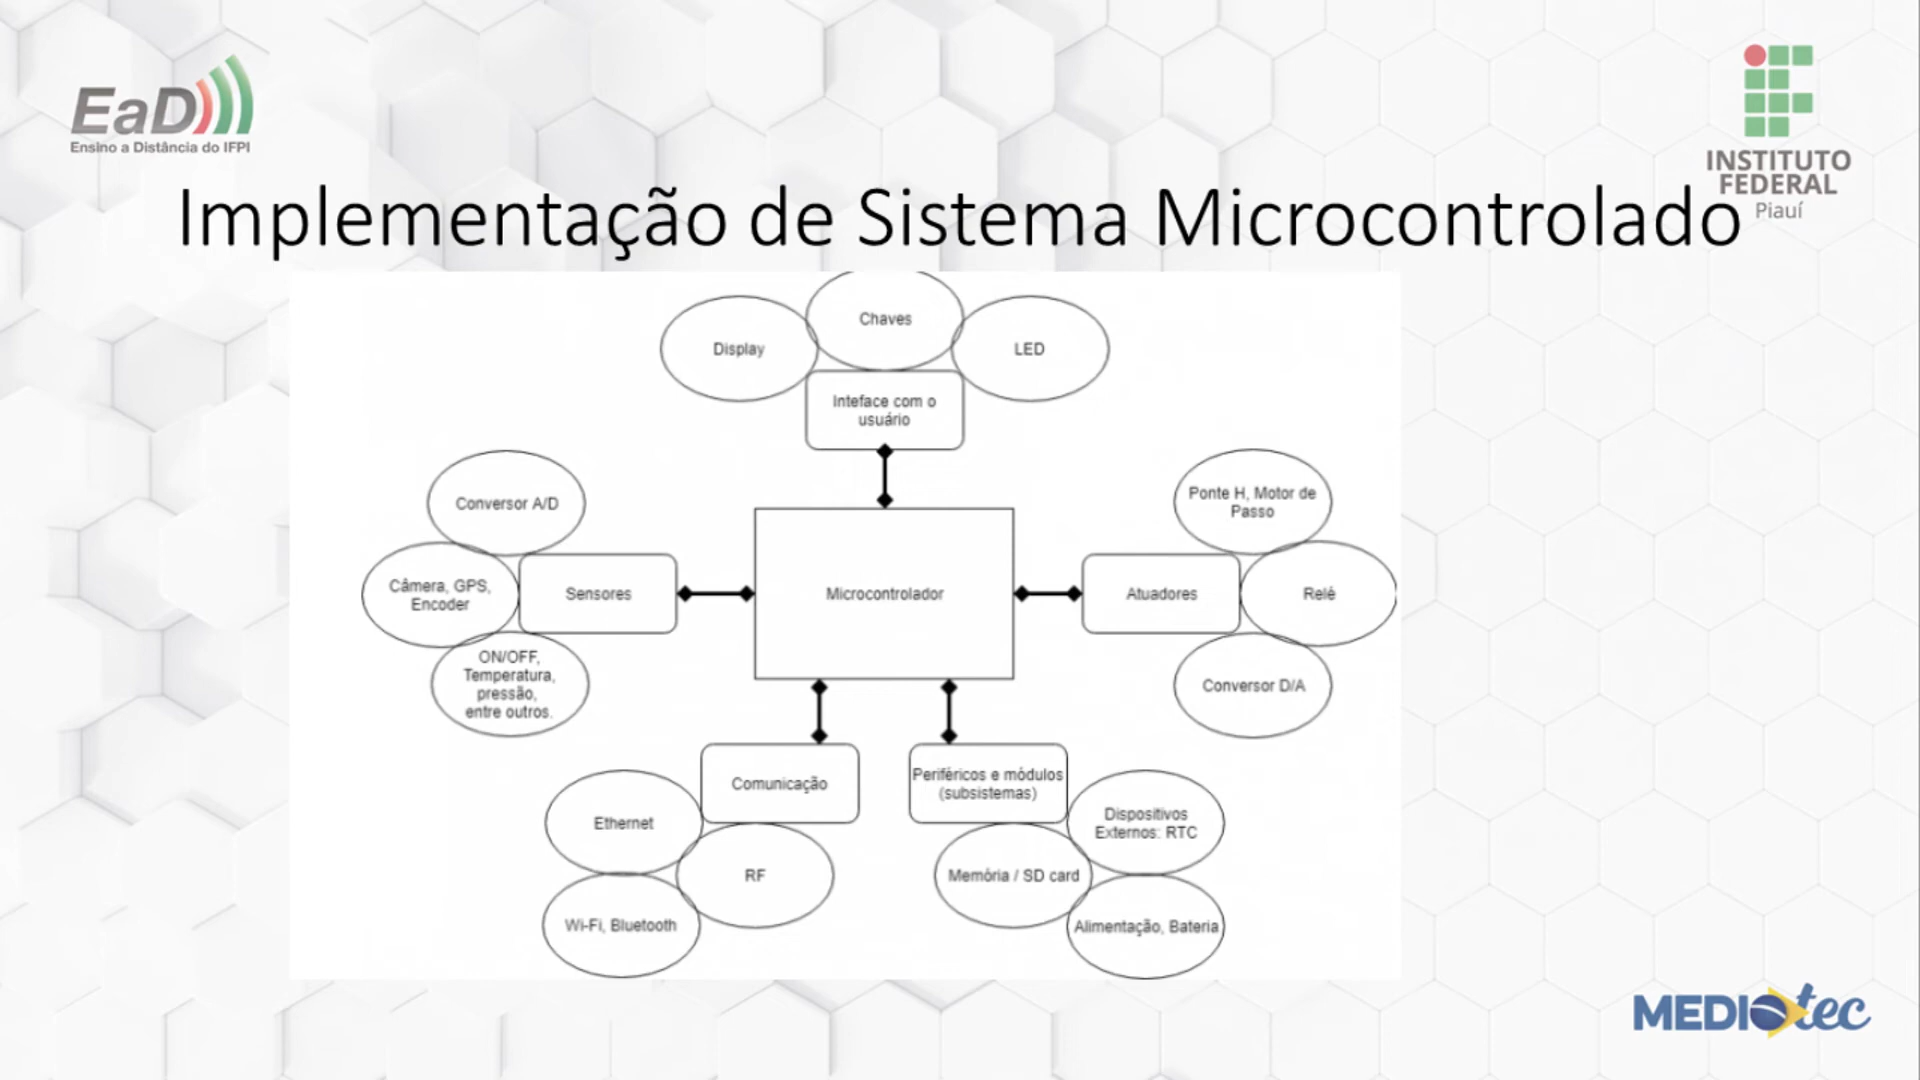 EaD
Ensino a Distância do IFPI
INSTITUTO
FEDERAL
Piauí
Implementação de Sistema Microcontrolado
Chaves
Display
LED
Inteface com o
usuário
Conversor A/D
Ponte H, Motor de
Passo
Câmera, GPS,
Encoder
Sensores
Microcontrolador
Atuadores
Relé
ON/OFF,
Temperatura,
pressão,
entre outros.
Conversor D/A
Comunicação
Periféricos e módulos
(subsistemas)
Ethernet
Dispositivos
Externos: RTC
RF
Memória / SD card
Wi-Fi, Bluetooth
Alimentação, Bateria
MEDIOtec